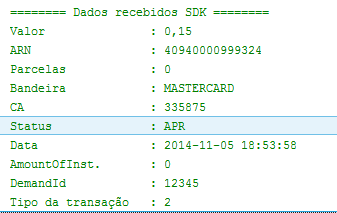 ======== Dados recebidos SDK ========
Valor : 0,15
ARN : 40940000999324
Parcelas : 0
Bandeira : MASTERCARD
CA : 335875
Status : APR
Data : 2014-11-05 18:53:58
AmountOfInst. : 0
DemandId : 12345
Tipo da transação : 2